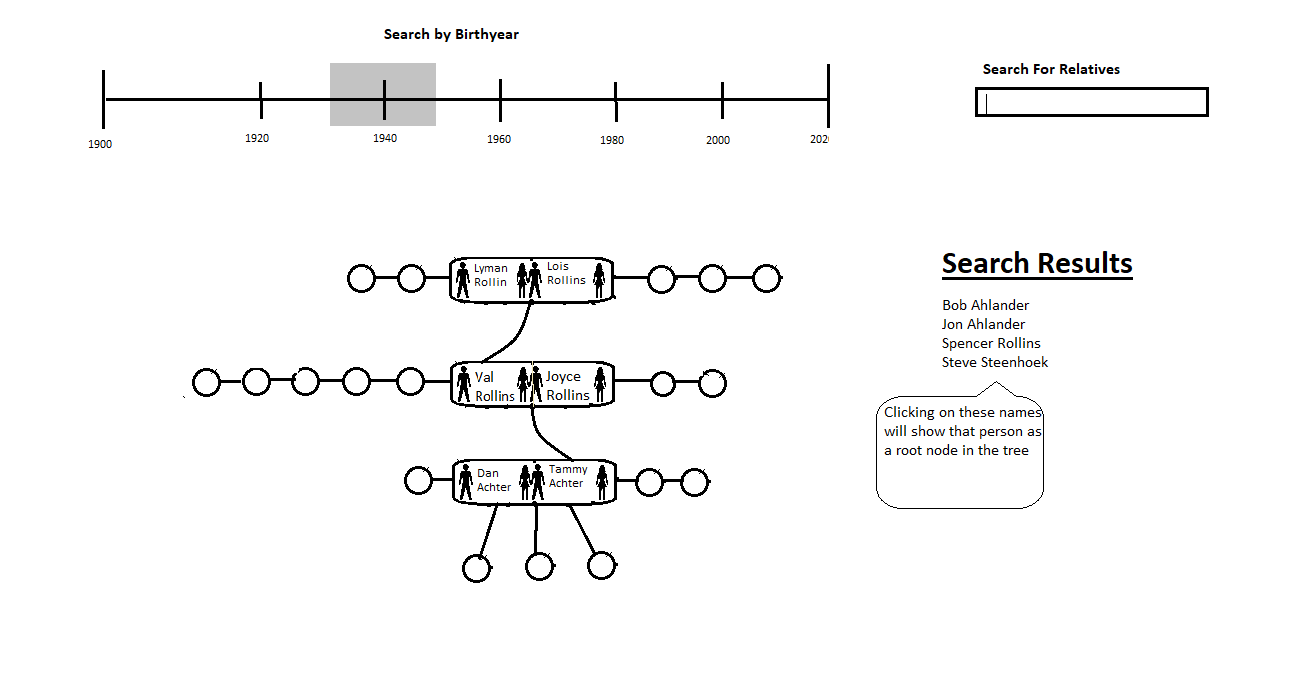 Search by Birthyear
Search For Relatives
1900
1920
1940
1960
1980
2000
202
Lyman
Rollin
Lois
Rollins
Val
Rollins
Joyce
Rollins
Dan
Achter
Tammy
Achter
Search Results
Bob Ahlander
Jon Ahlander
Spencer Rollins
Steve Steenhoek
Clicking on these names
will show that person as
a root node in the tree